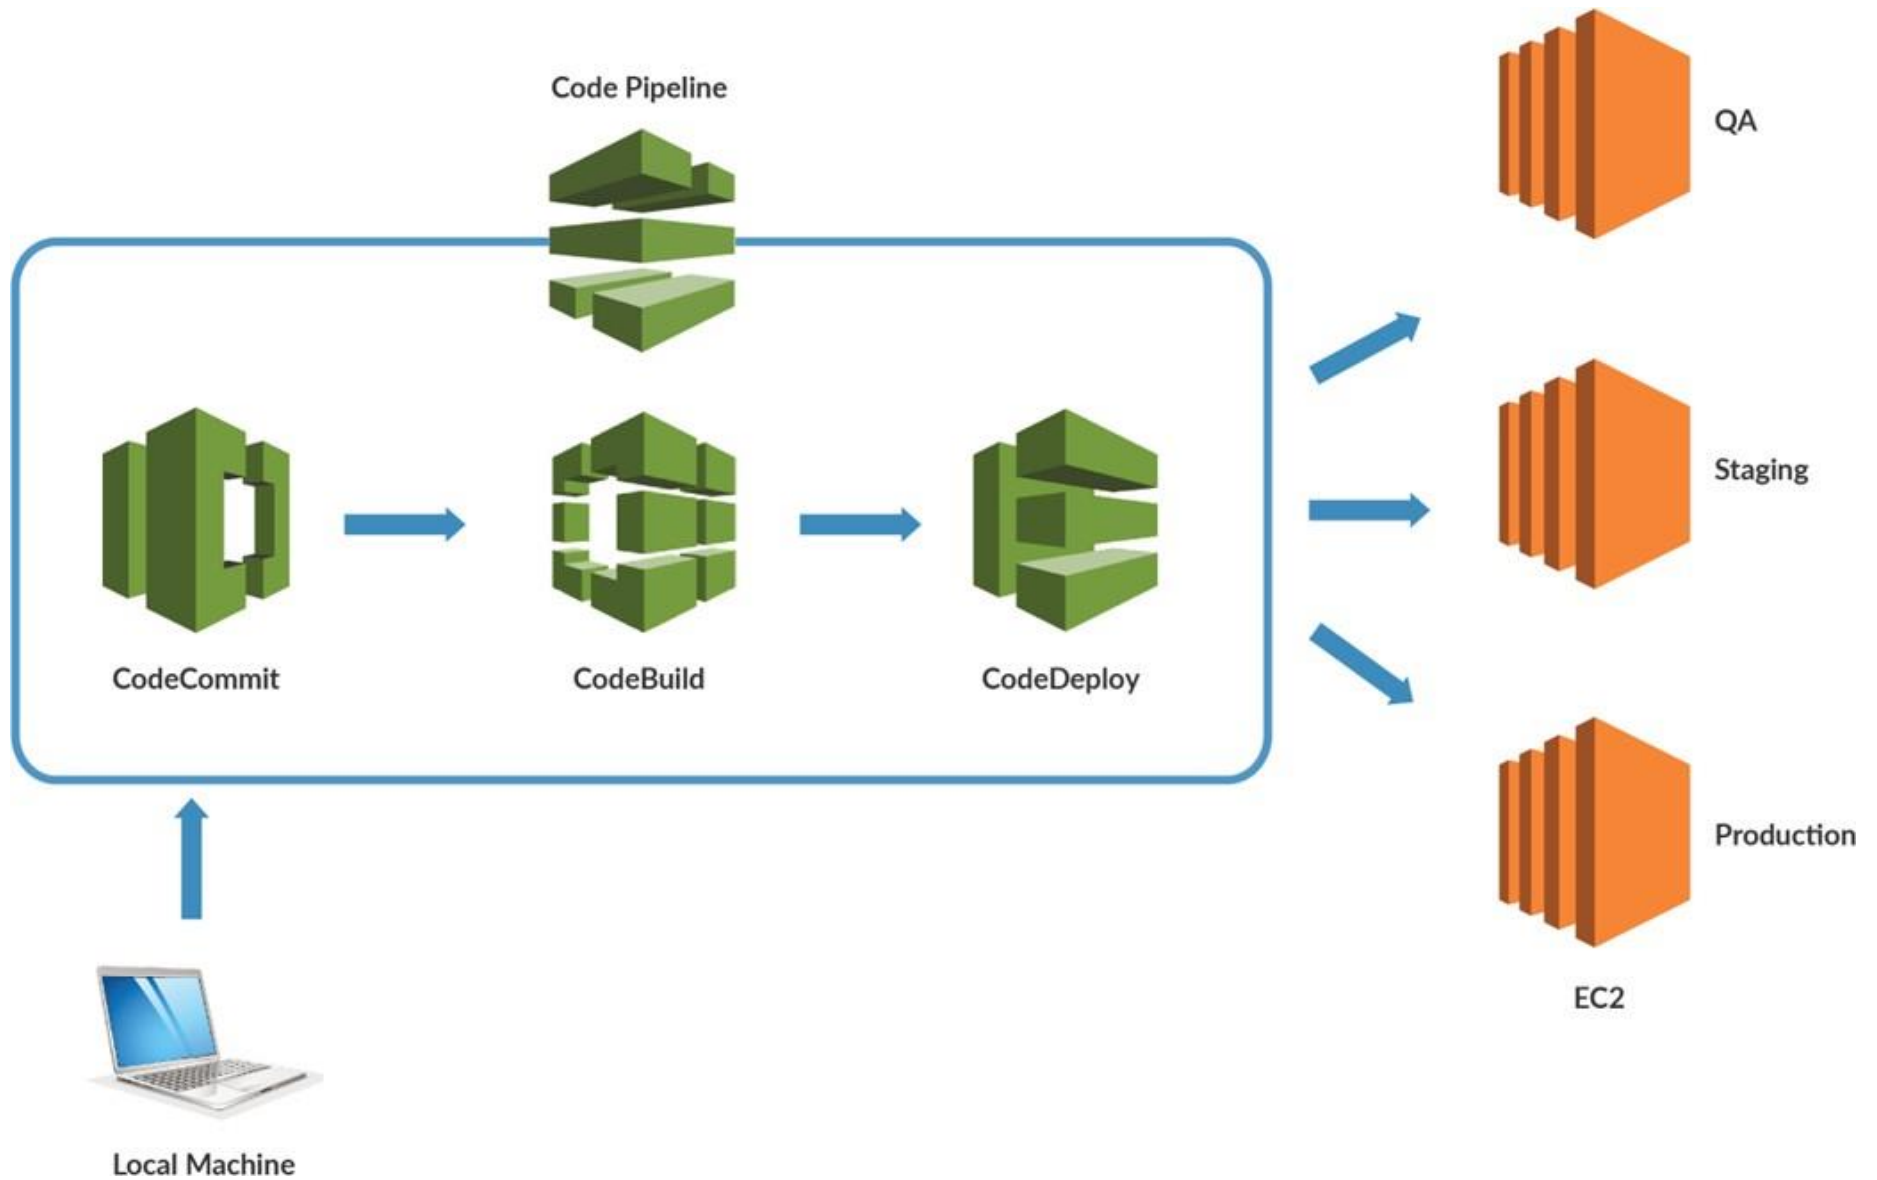 Code Pipeline
QA
Staging
CodeCommit
CodeBuild
CodeDeploy
Production
EC2
Local Machine